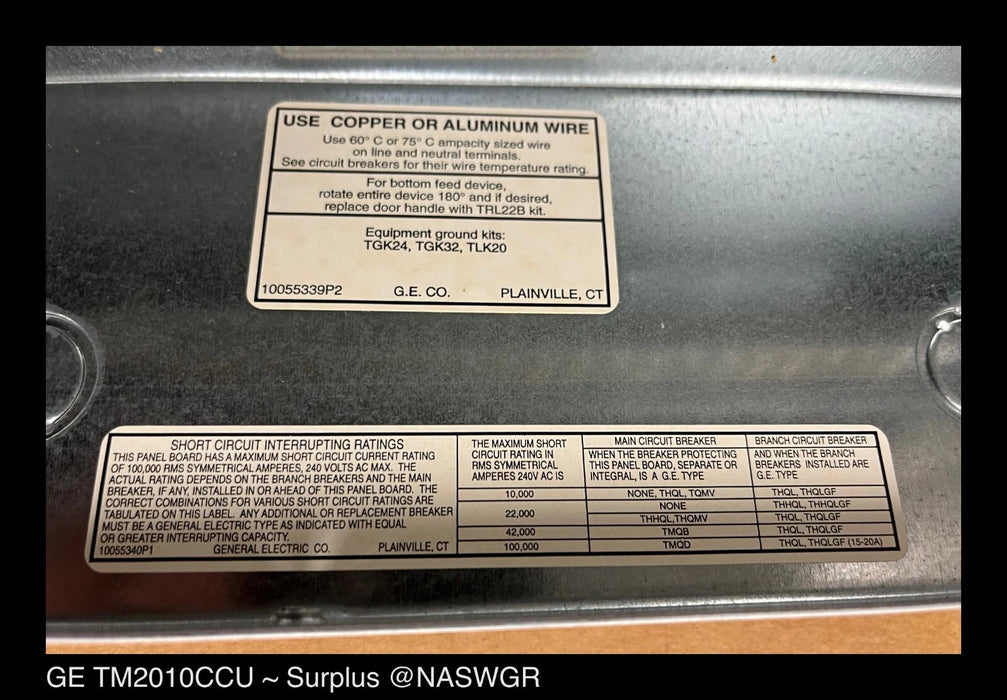 USE COPPER OR ALUMINUM WIRE
Use 60° C or 75° C ampacity sized wire
on line and neutral terminals.
See circuit breakers for their wire temperature rating.
For bottom feed device,
rotate entire device 180° and if desired,
replace door handle with TRL22B kit.
Equipment ground kits:
TGK24, TGK32, TLK20
10055339P2 G.E. CO. PLAINVILLE, CT
SHORT CIRCUIT INTERRUPTING RATINGS
THIS PANEL BOARD HAS A MAXIMUM SHORT CIRCUIT CURRENT RATING
OF 100,000 RMS SYMMETRICAL AMPERES, 240 VOLTS AC MAX. THE
ACTUAL RATING DEPENDS ON THE BRANCH BREAKERS AND THE MAIN
BREAKER, IF ANY, INSTALLED IN OR AHEAD OF THIS PANEL BOARD. THE
CORRECT COMBINATIONS FOR VARIOUS SHORT CIRCUIT RATINGS ARE
TABULATED ON THIS LABEL. ANY ADDITIONAL OR REPLACEMENT BREAKER
MUST BE A GENERAL ELECTRIC TYPE AS INDICATED WITH EQUAL
OR GREATER INTERRUPTING CAPACITY.
10055340P1 GENERAL ELECTRIC CO. PLAINVILLE, CT
THE MAXIMUM SHORT
CIRCUIT RATING IN
RMS SYMMETRICAL
AMPERES 240V AC IS
MAIN CIRCUIT BREAKER
WHEN THE BREAKER PROTECTING
THIS PANEL BOARD, SEPARATE OR
INTEGRAL, IS A G.E. TYPE
BRANCH CIRCUIT BREAKER
AND WHEN THE BRANCH
BREAKERS INSTALLED ARE
G.E. TYPE
10,000 NONE, THQL, TQMV THQL, THQLGF
22,000 NONE THHQL, THHQLGF
THHQL,THQMV THQL, THQLGF
42,000 TMQB THQL, THQLGF
100,000 TMQD THQL, THQLGF (15-20A)
GE TM2010CCU ~ Surplus @NASWGR